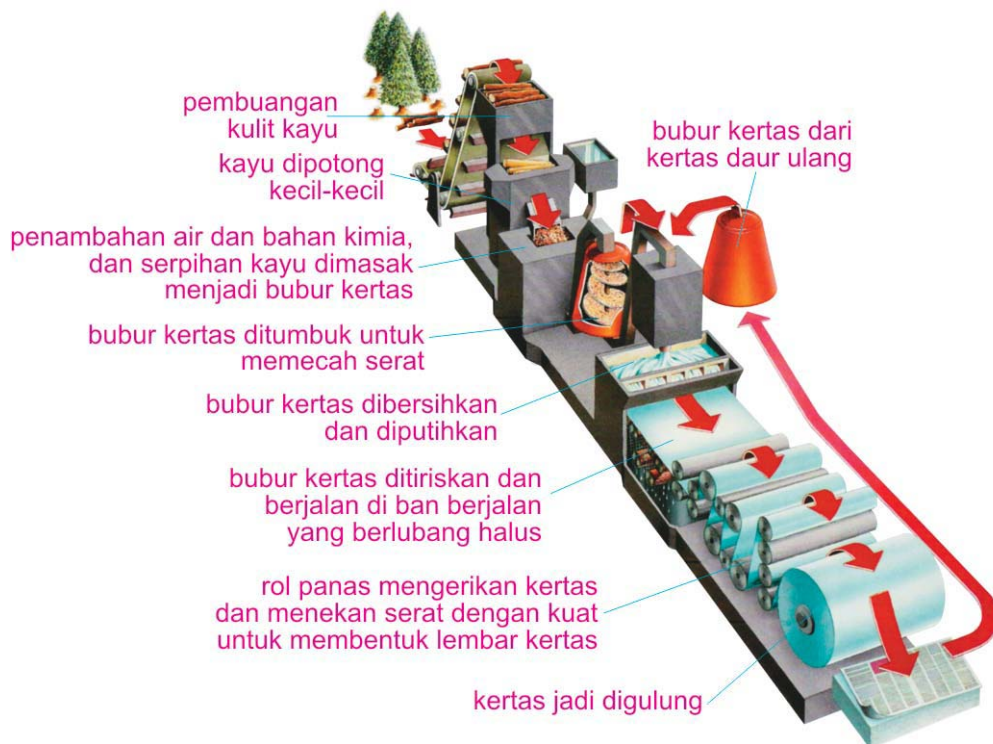 pembuangan
kulit kayu
bubur kertas dari
kertas daur ulang
kayu dipotong
kecil-kecil
penambahan air dan bahan kimia,
dan serpihan kayu dimasak
menjadi bubur kertas
bubur kertas ditumbuk untuk
memecah serat
bubur kertas dibersihkan
dan diputihkan
bubur kertas ditiriskan dan
berjalan di ban berjalan
yang berlubang halus
rol panas mengerikan kertas
dan menekan serat dengan kuat
untuk membentuk lembar kertas
kertas jadi digulung